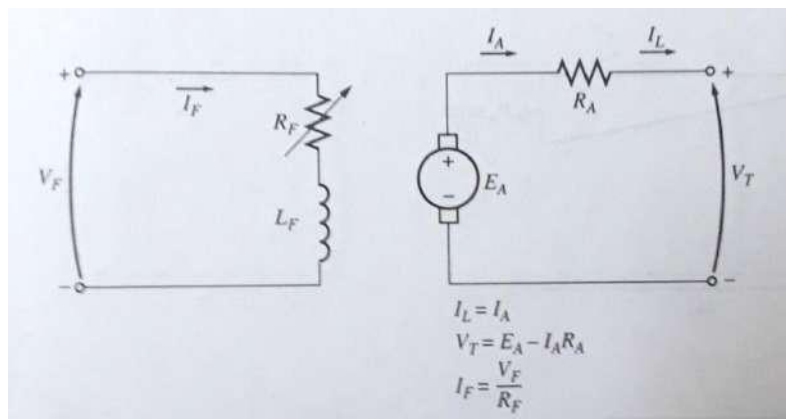 I_A
I_L
+
+
I_F
R_F
R_A
V_F
+
−
E_A
V_T
L_F
−
−
I_L = I_A
V_T = E_A − I_A R_A
I_F = V_F / R_F